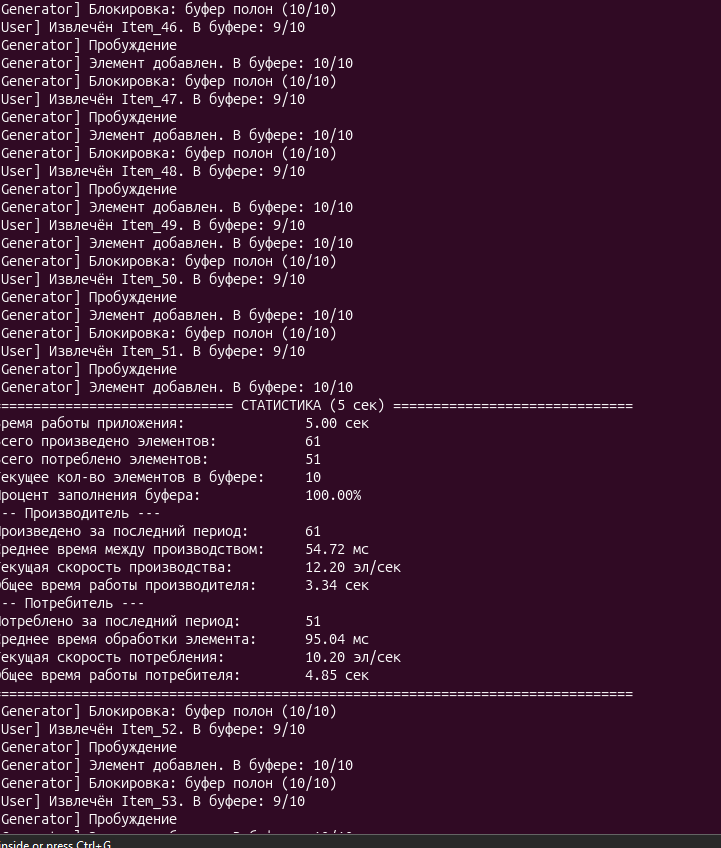 Generator] Блокировка: буфер полон (10/10)
User] Извлечён Item_46. В буфере: 9/10
Generator] Пробуждение
Generator] Элемент добавлен. В буфере: 10/10
Generator] Блокировка: буфер полон (10/10)
User] Извлечён Item_47. В буфере: 9/10
Generator] Пробуждение
Generator] Элемент добавлен. В буфере: 10/10
Generator] Блокировка: буфер полон (10/10)
User] Извлечён Item_48. В буфере: 9/10
Generator] Пробуждение
Generator] Элемент добавлен. В буфере: 10/10
User] Извлечён Item_49. В буфере: 9/10
Generator] Элемент добавлен. В буфере: 10/10
Generator] Блокировка: буфер полон (10/10)
User] Извлечён Item_50. В буфере: 9/10
Generator] Пробуждение
Generator] Элемент добавлен. В буфере: 10/10
Generator] Блокировка: буфер полон (10/10)
User] Извлечён Item_51. В буфере: 9/10
Generator] Пробуждение
Generator] Элемент добавлен. В буфере: 10/10
============================== СТАТИСТИКА (5 сек) ==============================
ремя работы приложения: 5.00 сек
сего произведено элементов: 61
сего потреблено элементов: 51
екущее кол-во элементов в буфере: 10
роцент заполнения буфера: 100.00%
-- Производитель ---
роизведено за последний период: 61
реднее время между производством: 54.72 мс
екущая скорость производства: 12.20 эл/сек
бщее время работы производителя: 3.34 сек
-- Потребитель ---
отреблено за последний период: 51
реднее время обработки элемента: 95.04 мс
екущая скорость потребления: 10.20 эл/сек
бщее время работы потребителя: 4.85 сек
================================================================================
Generator] Блокировка: буфер полон (10/10)
User] Извлечён Item_52. В буфере: 9/10
Generator] Пробуждение
Generator] Элемент добавлен. В буфере: 10/10
Generator] Блокировка: буфер полон (10/10)
User] Извлечён Item_53. В буфере: 9/10
Generator] Пробуждение
inside or press Ctrl+G